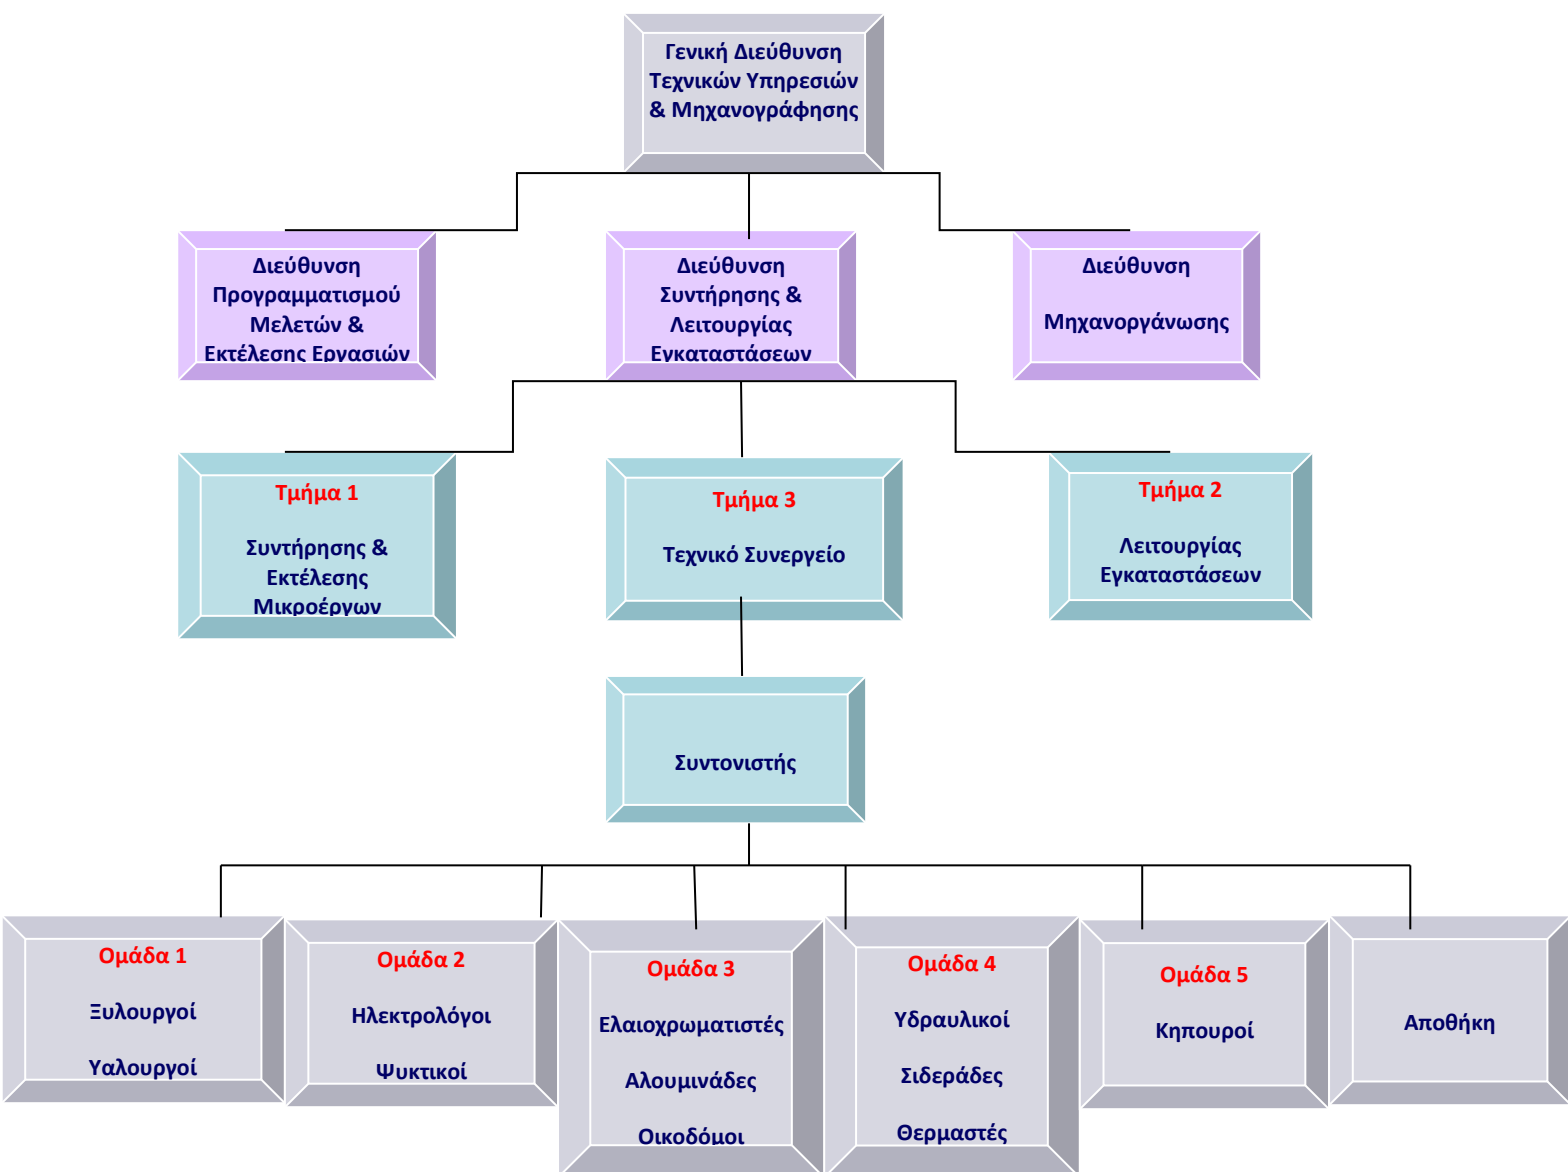 Γενική Διεύθυνση
Τεχνικών Υπηρεσιών
& Μηχανογράφησης
Διεύθυνση
Προγραμματισμού
Μελετών &
Εκτέλεσης Εργασιών
Διεύθυνση
Συντήρησης &
Λειτουργίας
Εγκαταστάσεων
Διεύθυνση
Μηχανοργάνωσης
Τμήμα 1
Συντήρησης &
Εκτέλεσης
Μικροέργων
Τμήμα 3
Τεχνικό Συνεργείο
Τμήμα 2
Λειτουργίας
Εγκαταστάσεων
Συντονιστής
Ομάδα 1
Ξυλουργοί
Υαλουργοί
Ομάδα 2
Ηλεκτρολόγοι
Ψυκτικοί
Ομάδα 3
Ελαιοχρωματιστές
Αλουμινάδες
Οικοδόμοι
Ομάδα 4
Υδραυλικοί
Σιδεράδες
Θερμαστές
Ομάδα 5
Κηπουροί
Αποθήκη